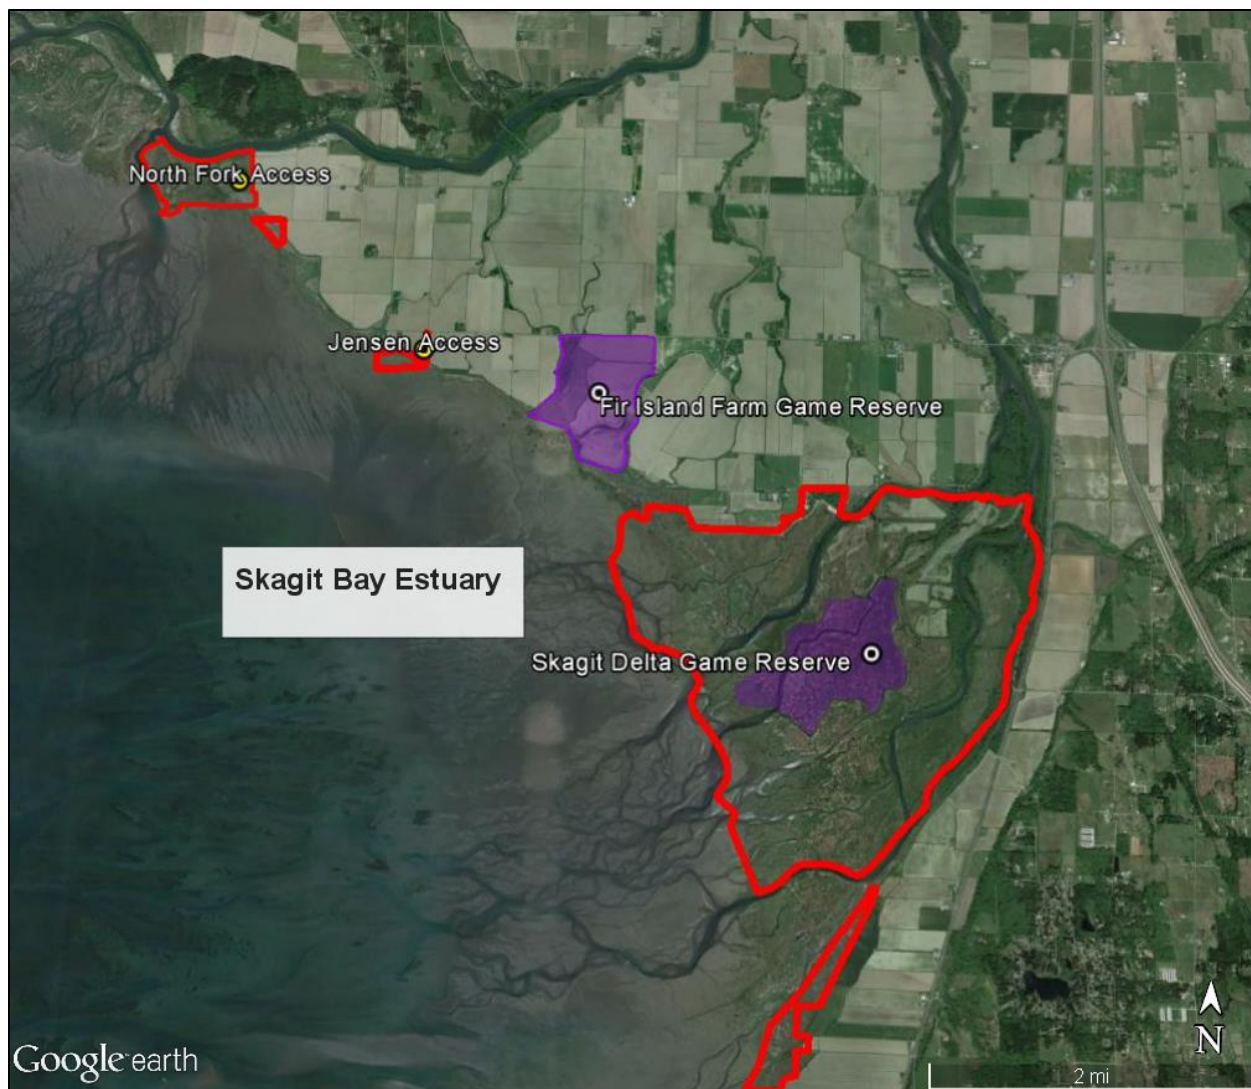 North Fork Access
Jensen Access
Fir Island Farm Game Reserve
Skagit Bay Estuary
Skagit Delta Game Reserve
N
Google earth
2 mi